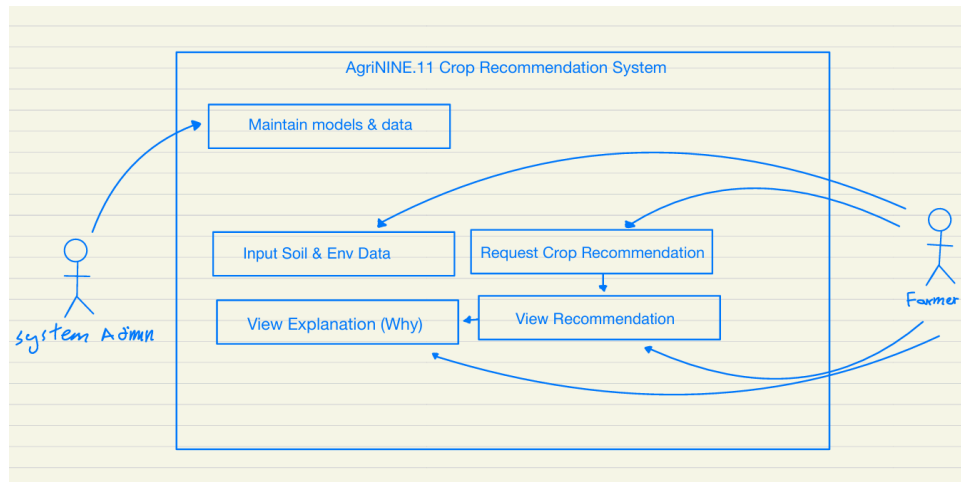 AgriNINE.11 Crop Recommendation System
Maintain models & data
Input Soil & Env Data
Request Crop Recommendation
View Explanation (Why)
View Recommendation
system Admin
Farmer